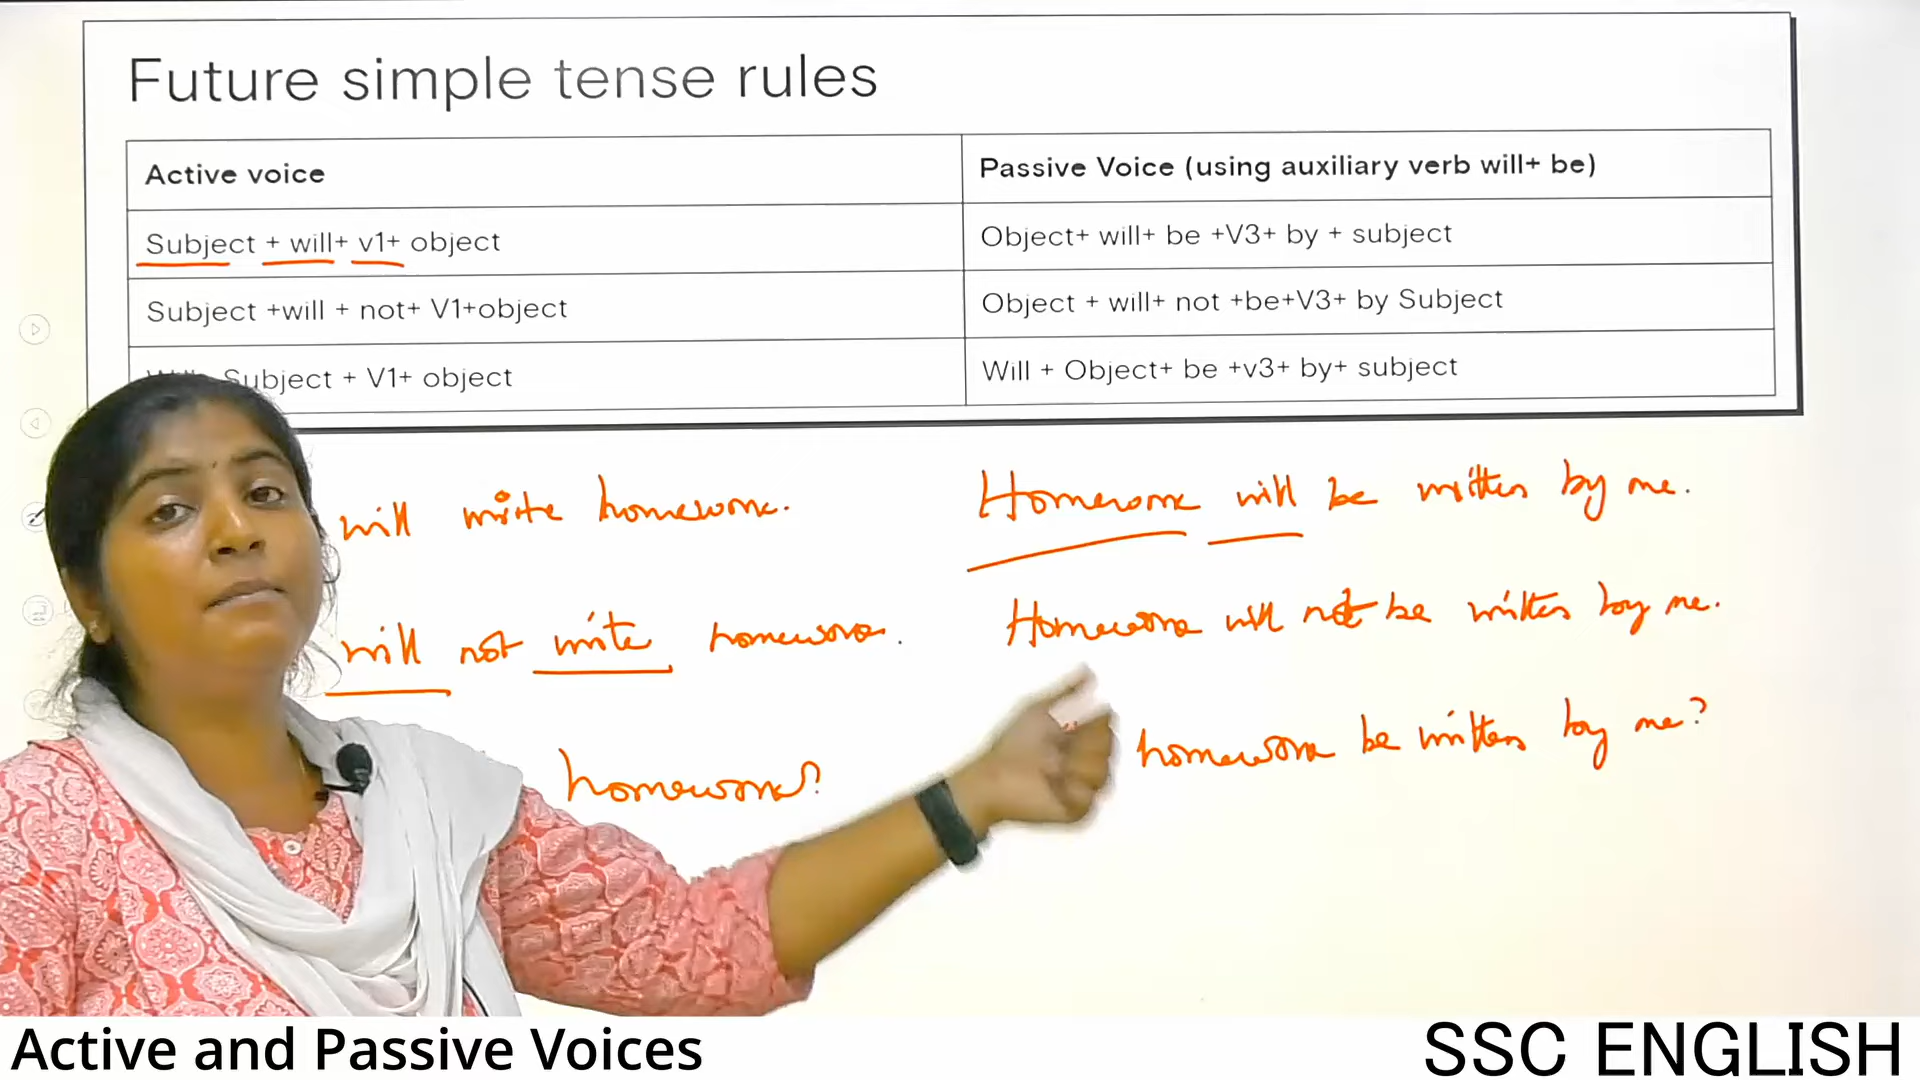 Future simple tense rules
Active voice
Passive Voice (using auxiliary verb will+ be)
Subject + will+ v1+ object
Object+ will+ be +V3+ by + subject
Subject +will + not+ V1+object
Object + will+ not +be+V3+ by Subject
Subject + V1+ object
Will + Object+ be +v3+ by+ subject
will write homework.
Homework will be written by me.
will not write homework.
Homework will not be written by me.
homework?
homework be written by me?
Active and Passive Voices
SSC ENGLISH